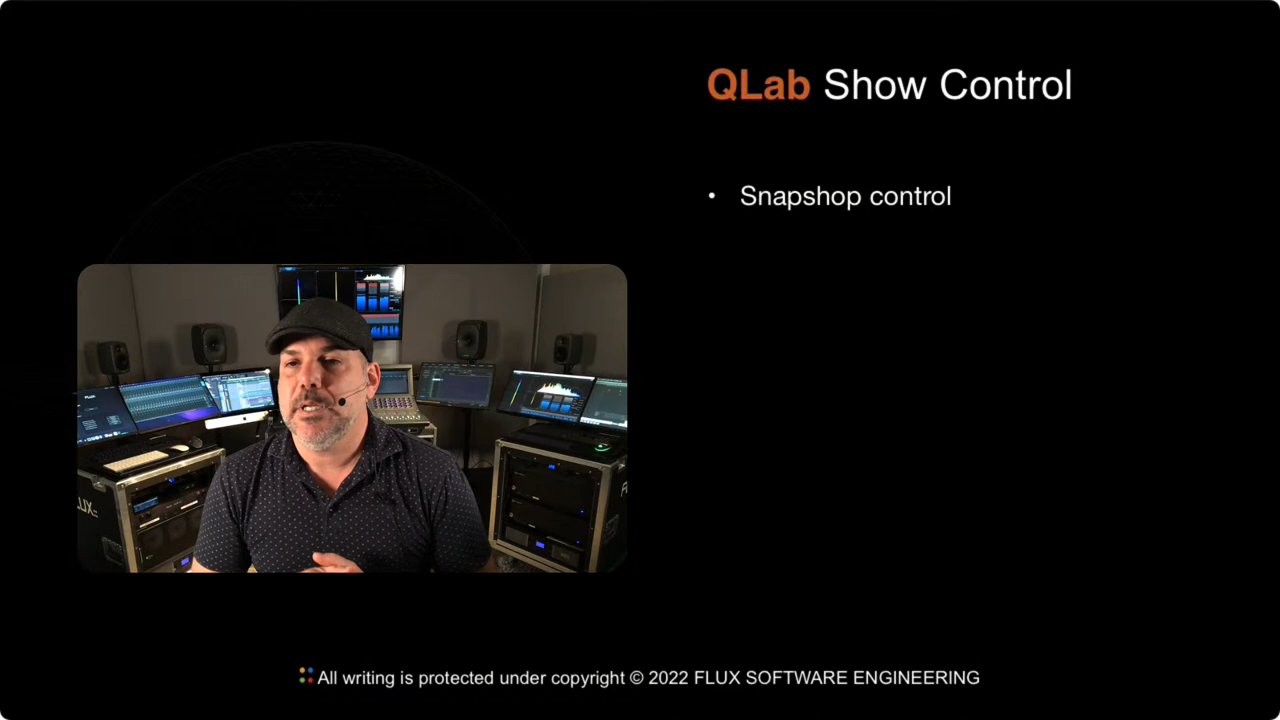 QLab Show Control
• Snapshop control
All writing is protected under copyright © 2022 FLUX SOFTWARE ENGINEERING